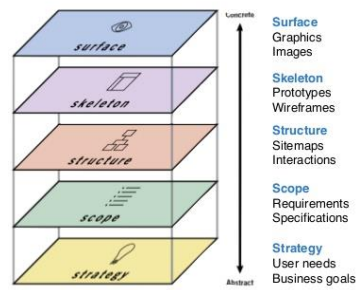 Concrete
surface
skeleton
structure
scope
strategy
Abstract
Surface
Graphics
Images
Skeleton
Prototypes
Wireframes
Structure
Sitemaps
Interactions
Scope
Requirements
Specifications
Strategy
User needs
Business goals